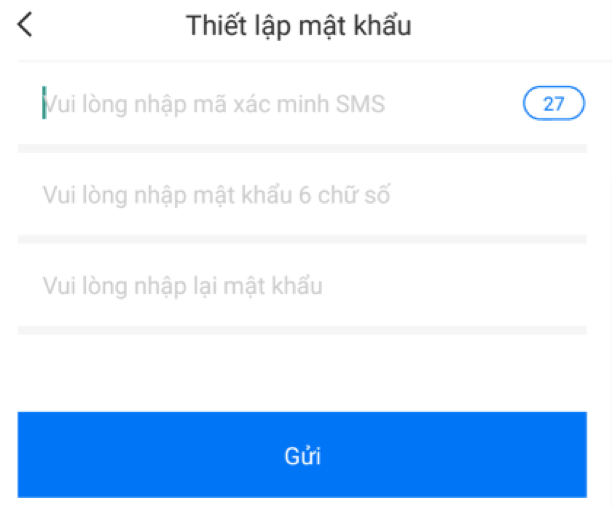 Thiết lập mật khẩu
Vui lòng nhập mã xác minh SMS
27
Vui lòng nhập mật khẩu 6 chữ số
Vui lòng nhập lại mật khẩu
Gửi